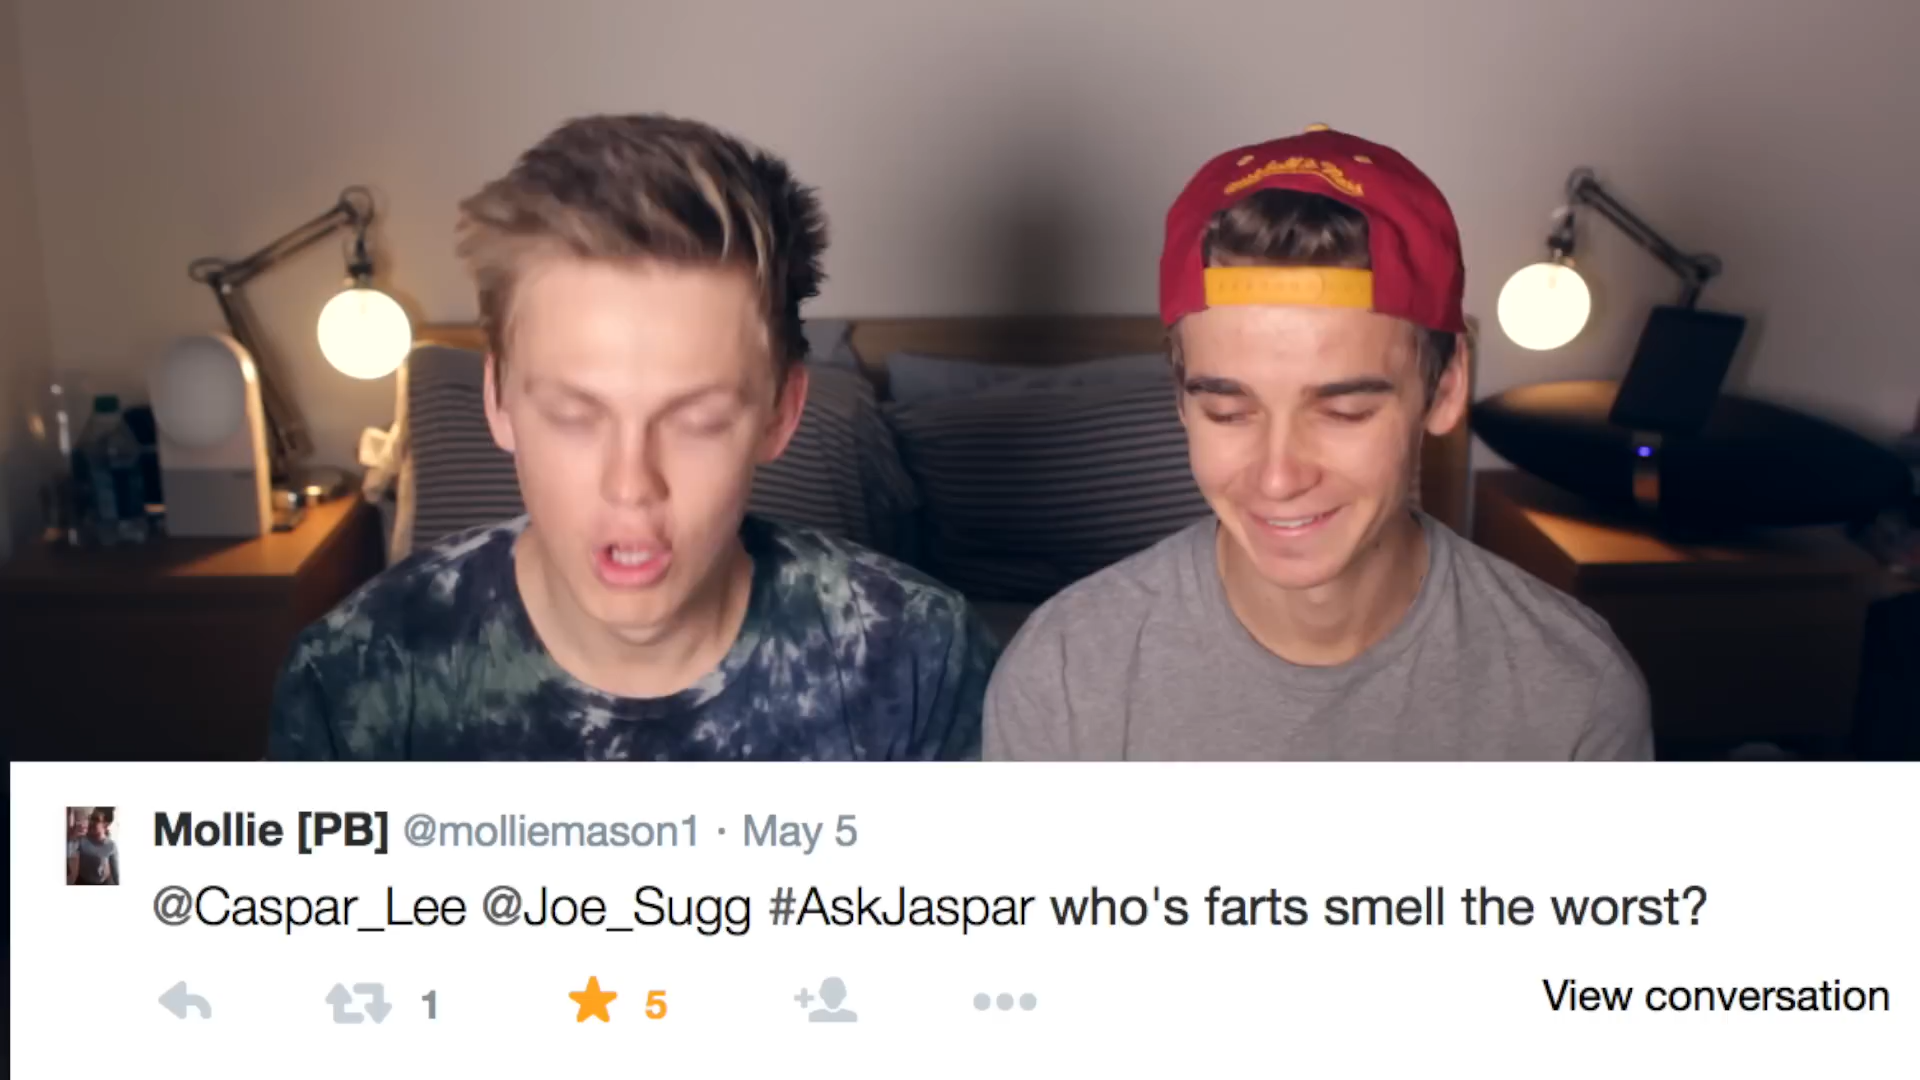 Mollie [PB] @molliemason1 · May 5
@Caspar_Lee @Joe_Sugg #AskJaspar who's farts smell the worst?
1 5 View conversation